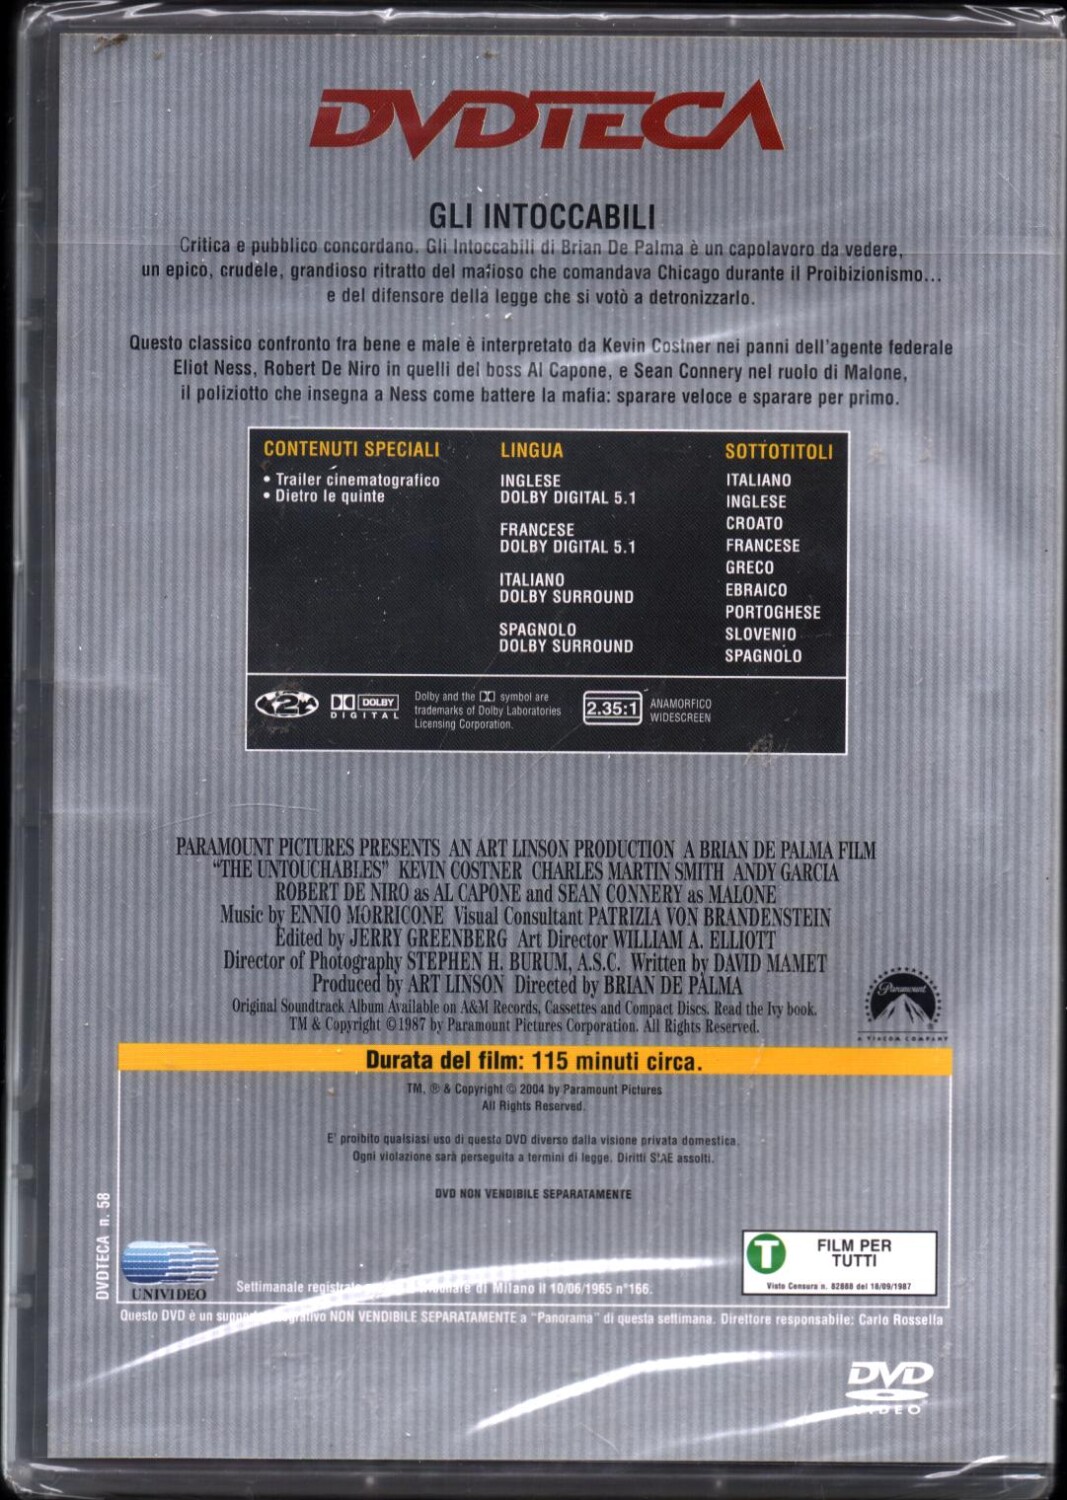 DVDTECA
GLI INTOCCABILI
Critica e pubblico concordano. Gli Intoccabili di Brian De Palma è un capolavoro da vedere,
un epico, crudele, grandioso ritratto del mafioso che comandava Chicago durante il Proibizionismo...
e del difensore della legge che si votò a detronizzarlo.
Questo classico confronto fra bene e male è interpretato da Kevin Costner nei panni dell'agente federale
Eliot Ness, Robert De Niro in quelli del boss Al Capone, e Sean Connery nel ruolo di Malone,
il poliziotto che insegna a Ness come battere la mafia: sparare veloce e sparare per primo.
CONTENUTI SPECIALI
• Trailer cinematografico
• Dietro le quinte
LINGUA
INGLESE
DOLBY DIGITAL 5.1
FRANCESE
DOLBY DIGITAL 5.1
ITALIANO
DOLBY SURROUND
SPAGNOLO
DOLBY SURROUND
SOTTOTITOLI
ITALIANO
INGLESE
CROATO
FRANCESE
GRECO
EBRAICO
PORTOGHESE
SLOVENIO
SPAGNOLO
2
DOLBY
DIGITAL
Dolby and the symbol are
trademarks of Dolby Laboratories
Licensing Corporation.
2.35:1
ANAMORFICO
WIDESCREEN
PARAMOUNT PICTURES PRESENTS AN ART LINSON PRODUCTION A BRIAN DE PALMA FILM
"THE UNTOUCHABLES" KEVIN COSTNER CHARLES MARTIN SMITH ANDY GARCIA
ROBERT DE NIRO as AL CAPONE and SEAN CONNERY as MALONE
Music by ENNIO MORRICONE Visual Consultant PATRIZIA VON BRANDENSTEIN
Edited by JERRY GREENBERG Art Director WILLIAM A. ELLIOTT
Director of Photography STEPHEN H. BURUM, A.S.C. Written by DAVID MAMET
Produced by ART LINSON Directed by BRIAN DE PALMA
Original Soundtrack Album Available on A&M Records, Cassettes and Compact Discs. Read the Ivy book.
TM & Copyright ©1987 by Paramount Pictures Corporation. All Rights Reserved.
Paramount
A VIACOM COMPANY
Durata del film: 115 minuti circa.
TM, ® & Copyright © 2004 by Paramount Pictures
All Rights Reserved.
E' proibito qualsiasi uso di questo DVD diverso dalla visione privata domestica.
Ogni violazione sarà perseguita a termini di legge. Diritti SIAE assolti.
DVD NON VENDIBILE SEPARATAMENTE
DVDTECA n. 58
UNIVIDEO
Settimanale di Milano il 10/06/1965 n°166.
T
FILM PER
TUTTI
Visto Censura n. 82888 del 18/09/1987
Questo DVD è un NON VENDIBILE SEPARATAMENTE a "Panorama" di questa settimana. Direttore responsabile: Carlo Rossella
DVD
VIDEO